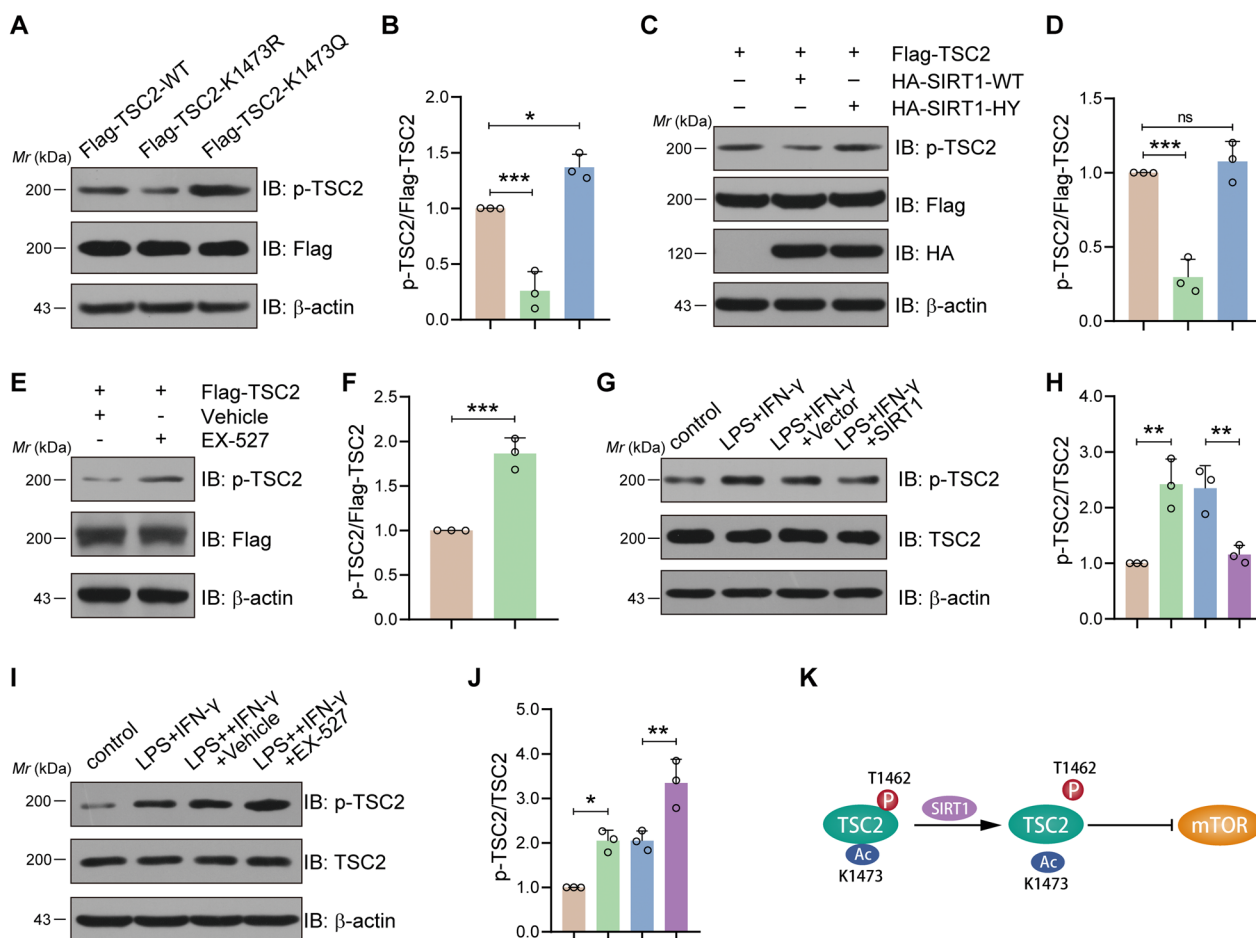 A
Flag-TSC2-WT
Flag-TSC2-K1473R
Flag-TSC2-K1473Q
Mr (kDa)
200
IB: p-TSC2
200
IB: Flag
43
IB: β-actin
B
p-TSC2/Flag-TSC2
2.0
1.5
1.0
0.5
0.0
***
*
C
+ + + Flag-TSC2
– + – HA-SIRT1-WT
– – + HA-SIRT1-HY
Mr (kDa)
200
IB: p-TSC2
200
IB: Flag
120
IB: HA
43
IB: β-actin
D
p-TSC2/Flag-TSC2
1.5
1.0
0.5
0.0
ns
***
E
+ + Flag-TSC2
+ - Vehicle
- + EX-527
Mr (kDa)
200
IB: p-TSC2
200
IB: Flag
43
IB: β-actin
F
p-TSC2/Flag-TSC2
2.5
2.0
1.5
1.0
0.5
0.0
***
G
control
LPS+IFN-γ
LPS+IFN-γ
+Vector
LPS+IFN-γ
+SIRT1
Mr (kDa)
200
IB: p-TSC2
200
IB: TSC2
43
IB: β-actin
H
p-TSC2/TSC2
4.0
3.0
2.0
1.0
0.0
**
**
I
control
LPS+IFN-γ
LPS++IFN-γ
+Vehicle
LPS++IFN-γ
+EX-527
Mr (kDa)
200
IB: p-TSC2
200
IB: TSC2
43
IB: β-actin
J
p-TSC2/TSC2
5.0
4.0
3.0
2.0
1.0
0.0
*
**
K
T1462
P
TSC2
Ac
K1473
SIRT1
T1462
P
TSC2
Ac
K1473
mTOR